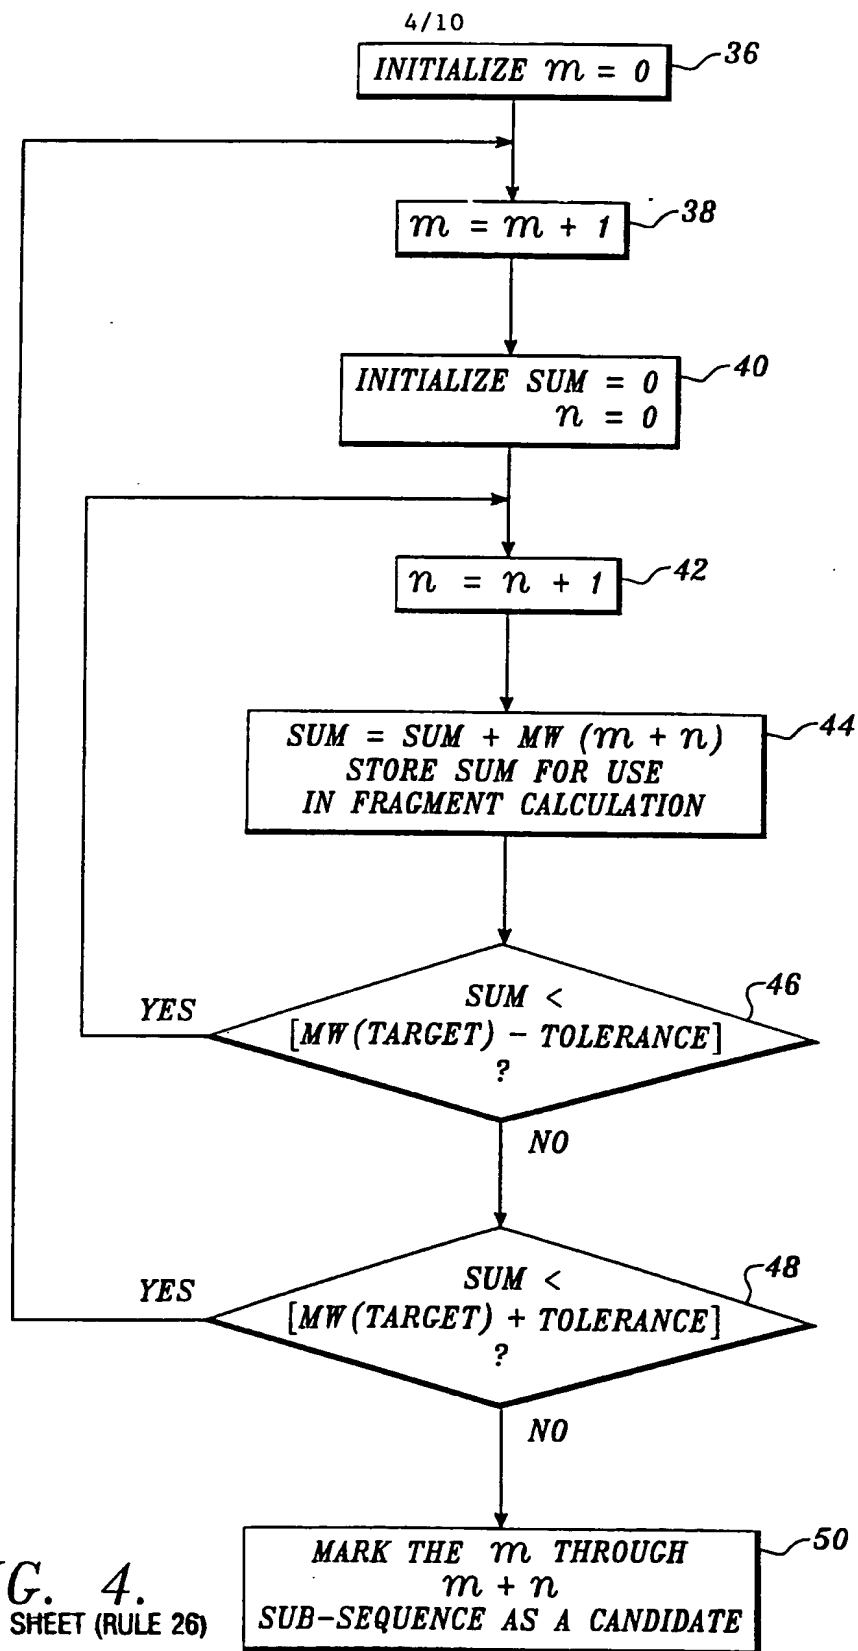 4/10
INITIALIZE m = 0
36
m = m + 1
38
INITIALIZE SUM = 0
n = 0
40
n = n + 1
42
SUM = SUM + MW (m + n)
STORE SUM FOR USE
IN FRAGMENT CALCULATION
44
SUM <
[MW(TARGET) - TOLERANCE]
?
46
YES
NO
SUM <
[MW(TARGET) + TOLERANCE]
?
48
YES
NO
MARK THE m THROUGH
m + n
SUB-SEQUENCE AS A CANDIDATE
50
G. 4.
SHEET (RULE 26)